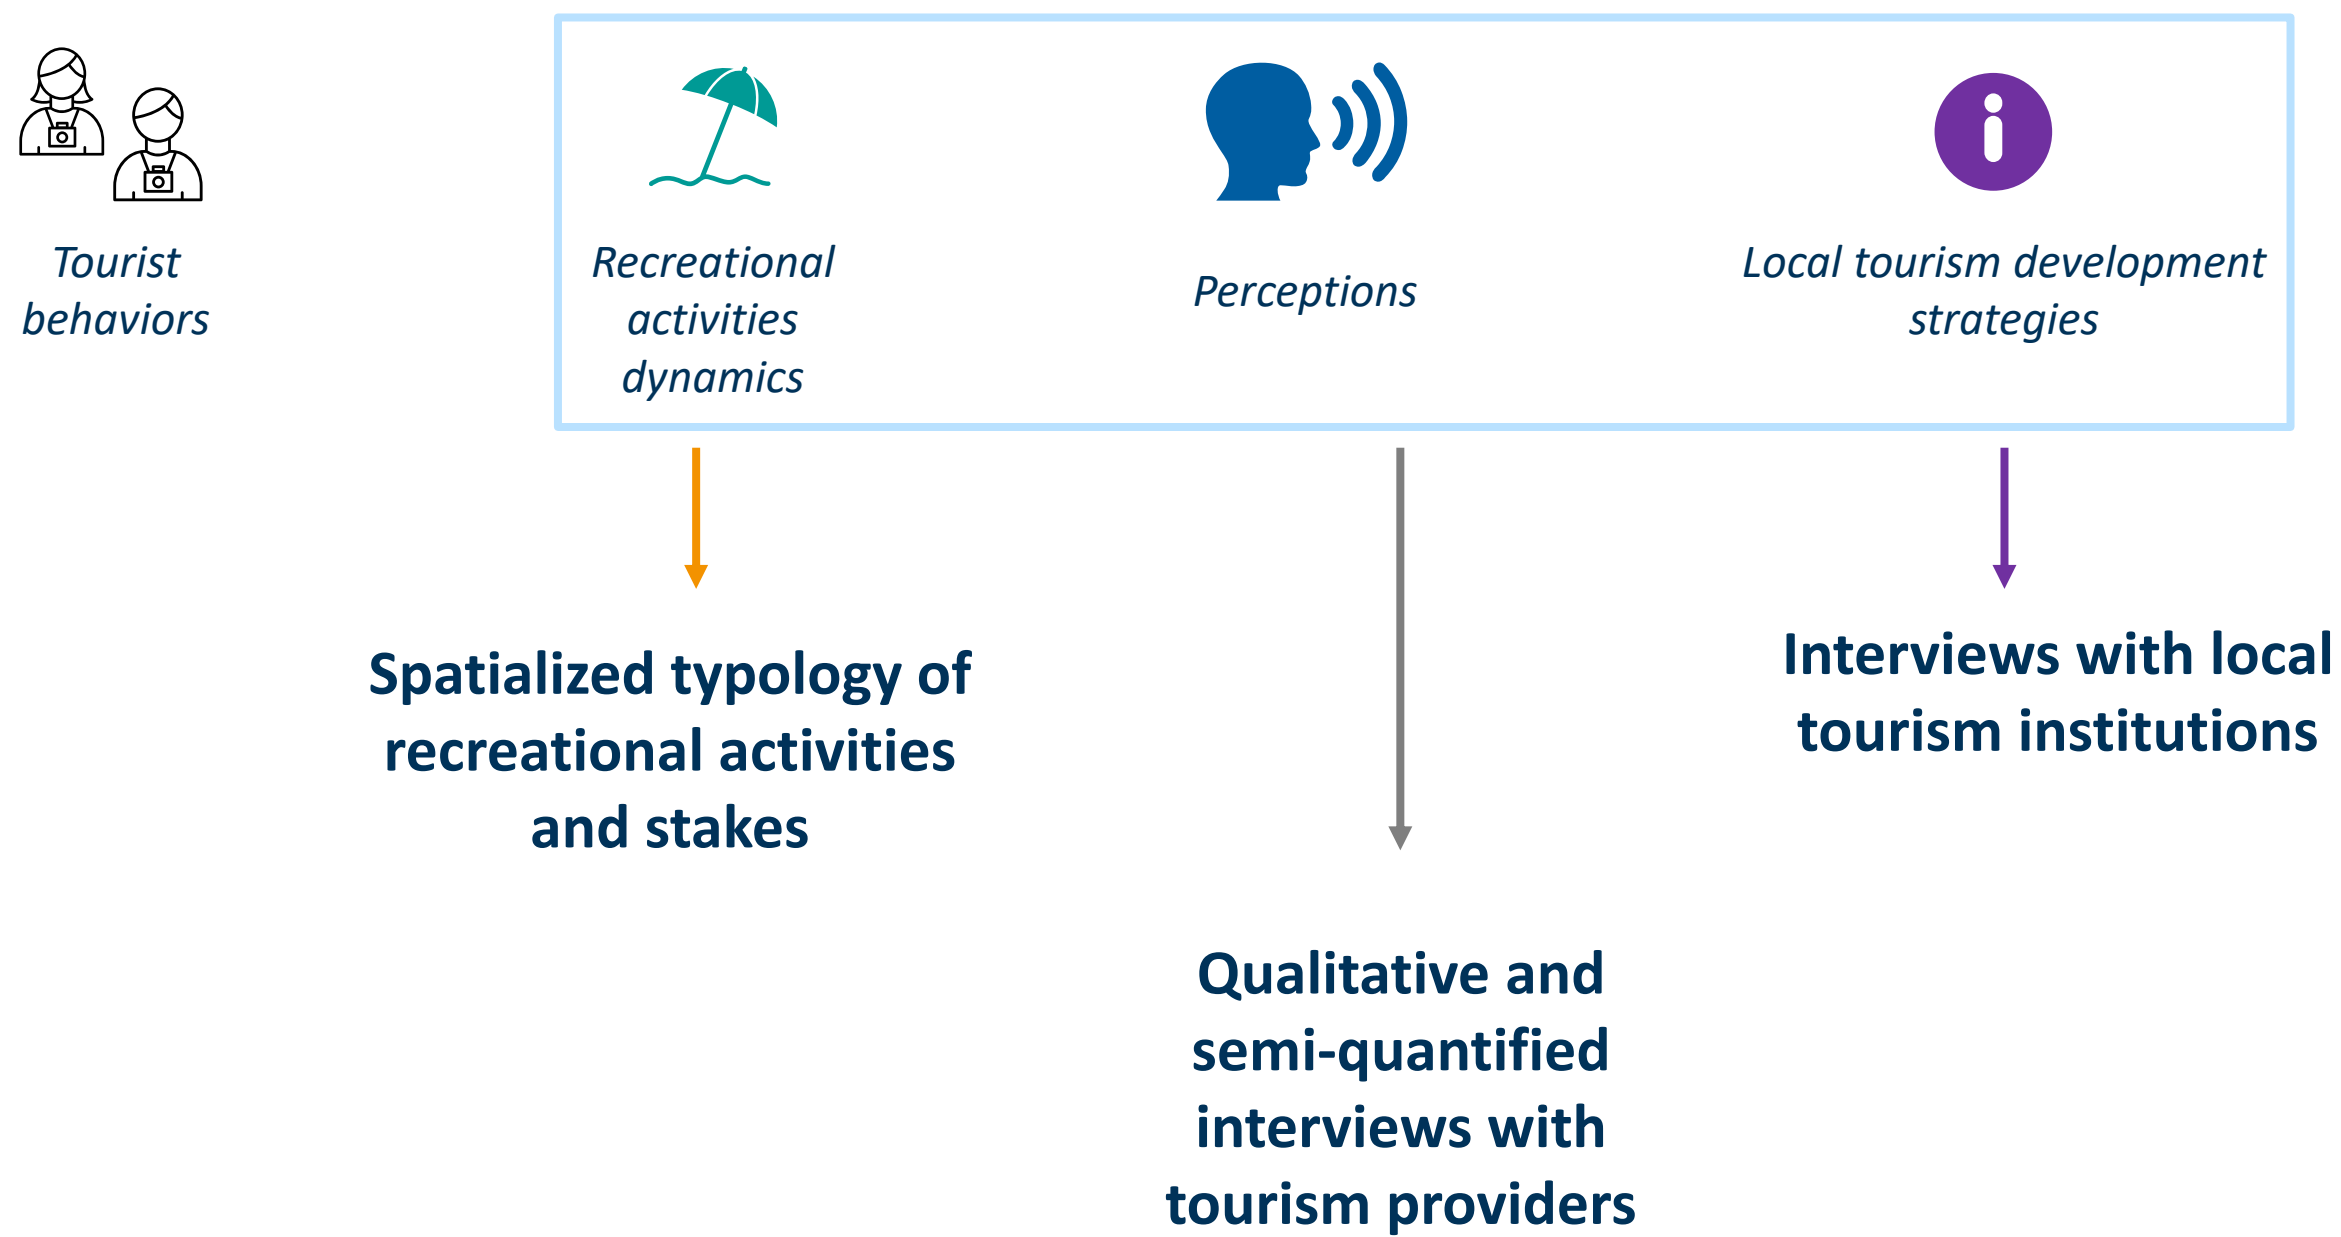 Tourist
behaviors
Recreational
activities
dynamics
Perceptions
Local tourism development
strategies
Spatialized typology of
recreational activities
and stakes
Qualitative and
semi-quantified
interviews with
tourism providers
Interviews with local
tourism institutions